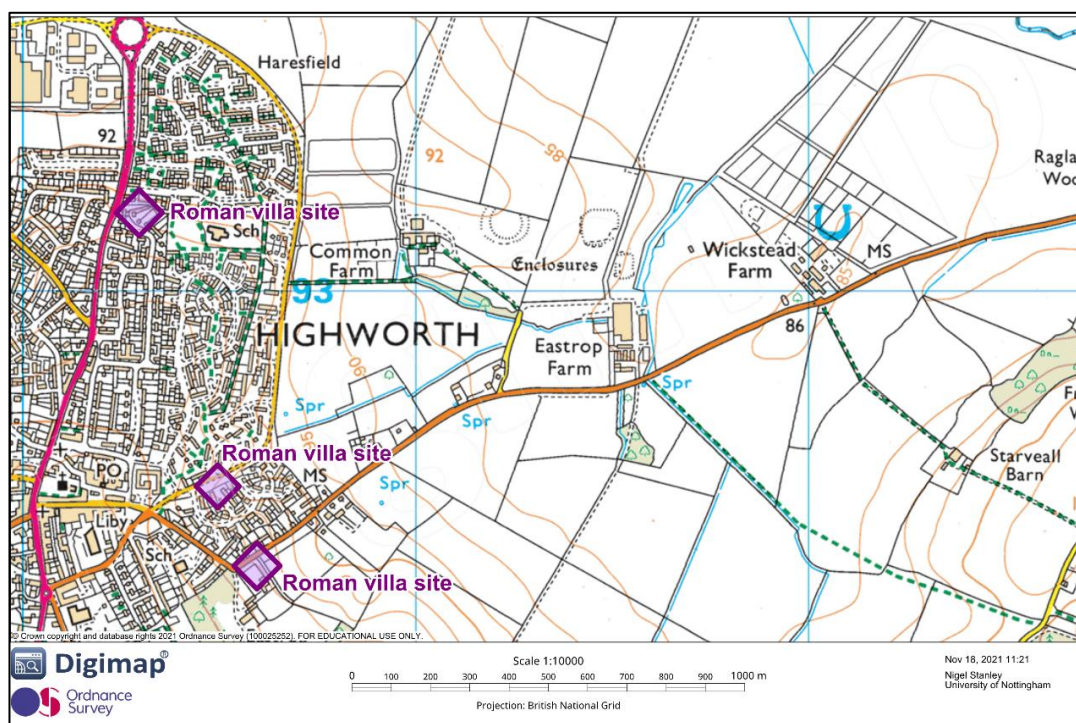 Haresfield
92
92
85
Ragla
Woo
Roman villa site
Sch
Common
Farm
Enclosures
Wickstead
Farm
MS
85
93
HIGHWORTH
86
Eastrop
Farm
90
Spr
Spr
Spr
95
Roman villa site
PO
MS
Spr
Starveall
Barn
Liby
Sch
Roman villa site
© Crown copyright and database rights 2021 Ordnance Survey (100025252). FOR EDUCATIONAL USE ONLY.
Digimap®
Ordnance
Survey
Scale 1:10000
0 100 200 300 400 500 600 700 800 900 1000 m
Projection: British National Grid
Nov 18, 2021 11:21
Nigel Stanley
University of Nottingham